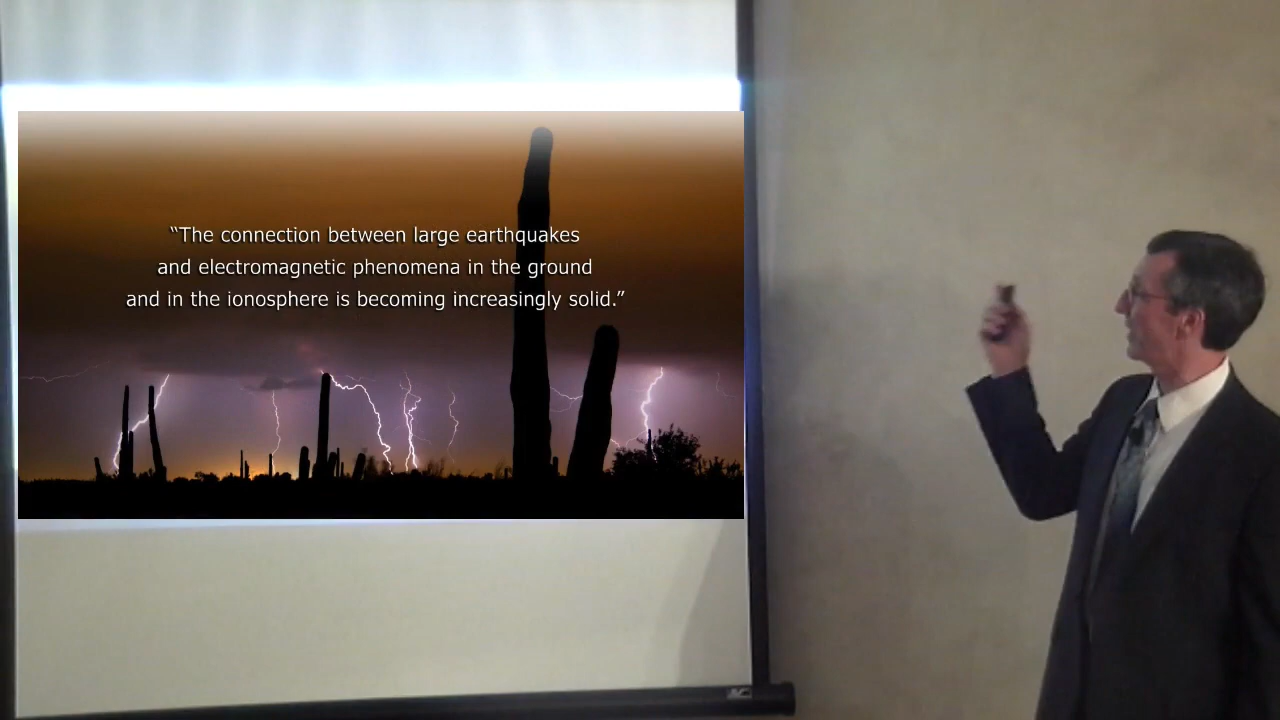 “The connection between large earthquakes
and electromagnetic phenomena in the ground
and in the ionosphere is becoming increasingly solid.”